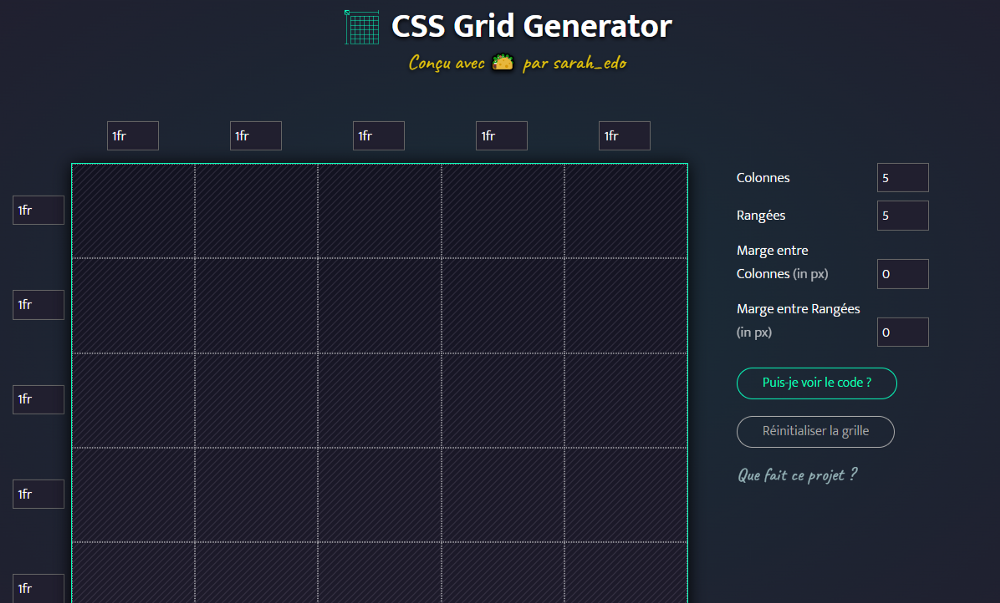 CSS Grid Generator
Conçu avec 🌮 par sarah_edo
1fr 1fr 1fr 1fr 1fr
1fr
1fr
1fr
1fr
1fr
Colonnes 5
Rangées 5
Marge entre
Colonnes (in px) 0
Marge entre Rangées
(in px) 0
Puis-je voir le code ?
Réinitialiser la grille
Que fait ce projet ?